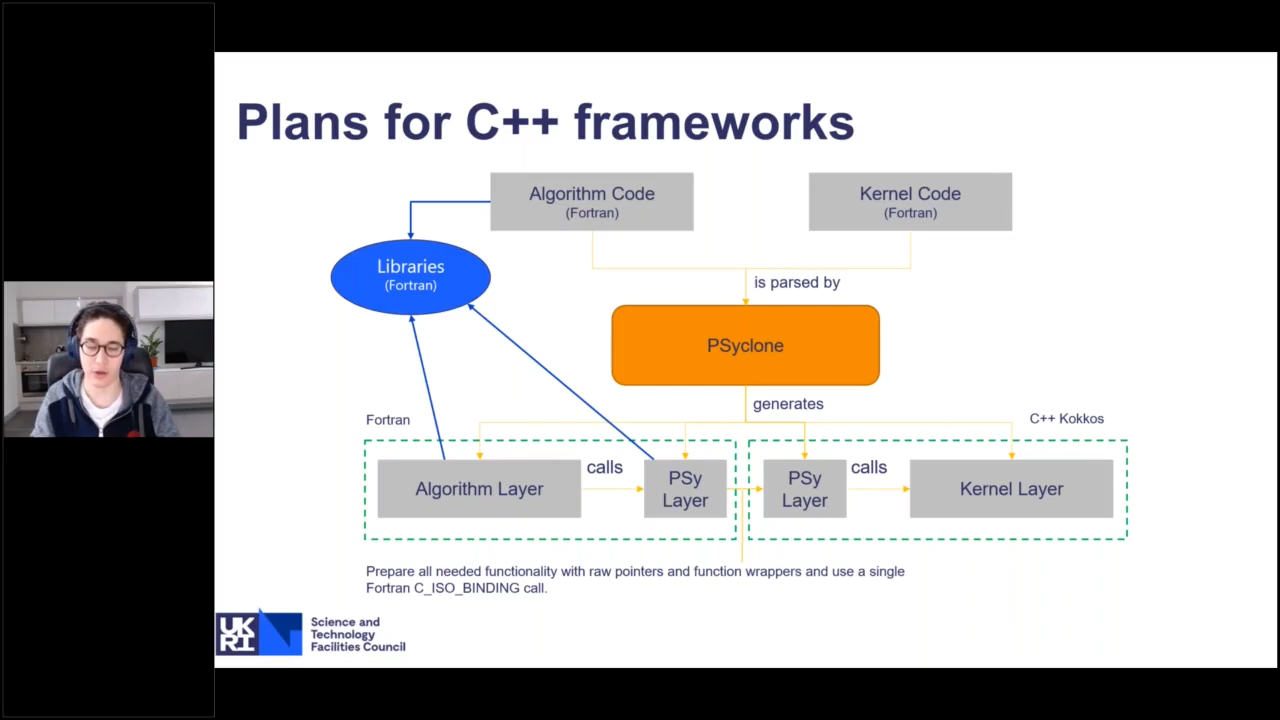 Plans for C++ frameworks
Algorithm Code
(Fortran)
Kernel Code
(Fortran)
Libraries
(Fortran)
is parsed by
PSyclone
generates
Fortran
C++ Kokkos
Algorithm Layer
calls
PSy
Layer
PSy
Layer
calls
Kernel Layer
Prepare all needed functionality with raw pointers and function wrappers and use a single
Fortran C_ISO_BINDING call.
UK
RI
Science and
Technology
Facilities Council